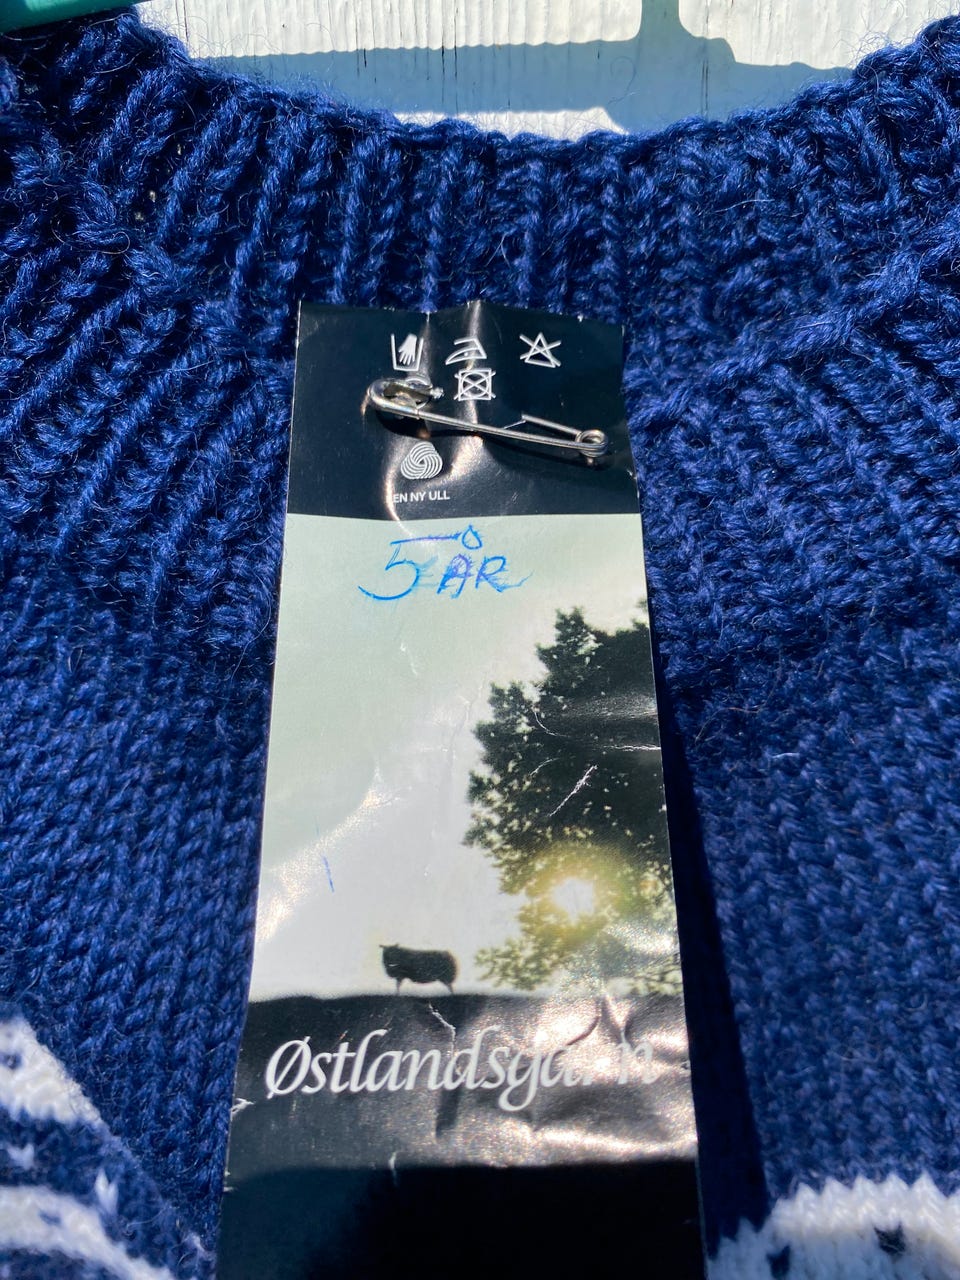 EN NY ULL
5 ÅR
Østlandsgarn